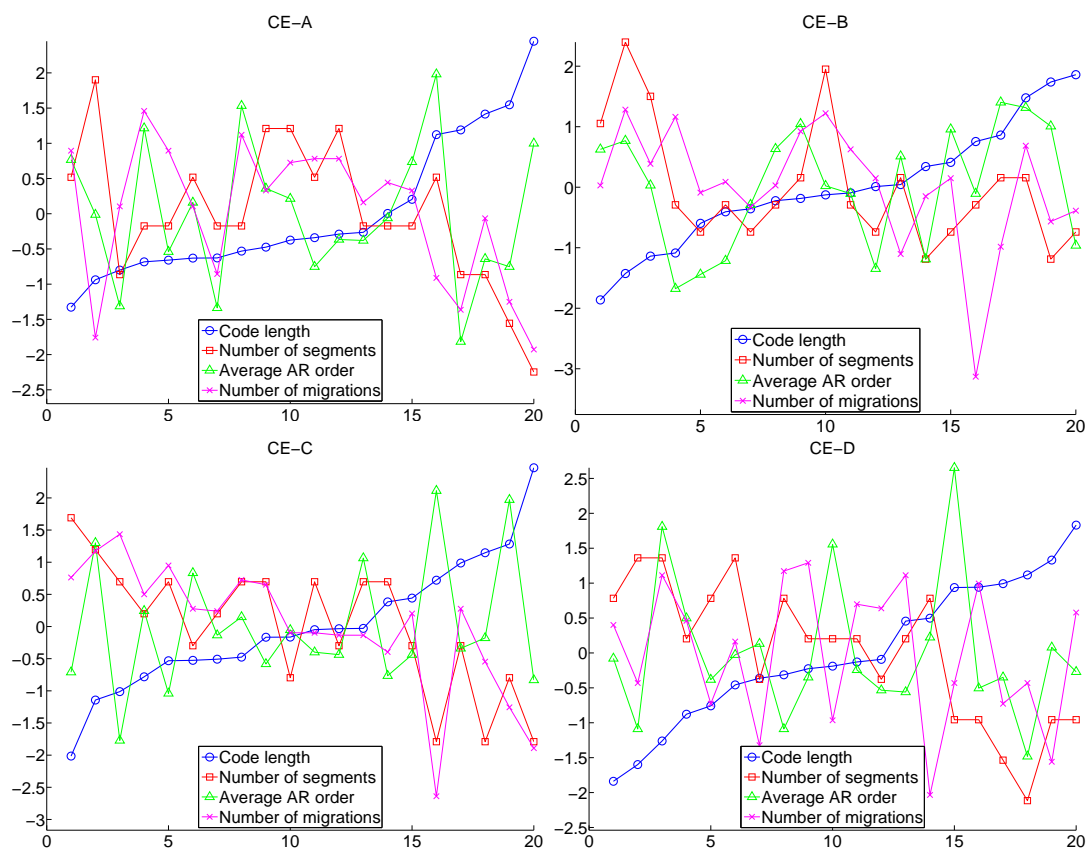 CE−A
2
1.5
1
0.5
0
−0.5
−1
−1.5
−2
−2.5
0 5 10 15 20
Code length
Number of segments
Average AR order
Number of migrations
CE−B
2
1
0
−1
−2
−3
0 5 10 15 20
Code length
Number of segments
Average AR order
Number of migrations
CE−C
2
1.5
1
0.5
0
−0.5
−1
−1.5
−2
−2.5
−3
0 5 10 15 20
Code length
Number of segments
Average AR order
Number of migrations
CE−D
2.5
2
1.5
1
0.5
0
−0.5
−1
−1.5
−2
−2.5
0 5 10 15 20
Code length
Number of segments
Average AR order
Number of migrations